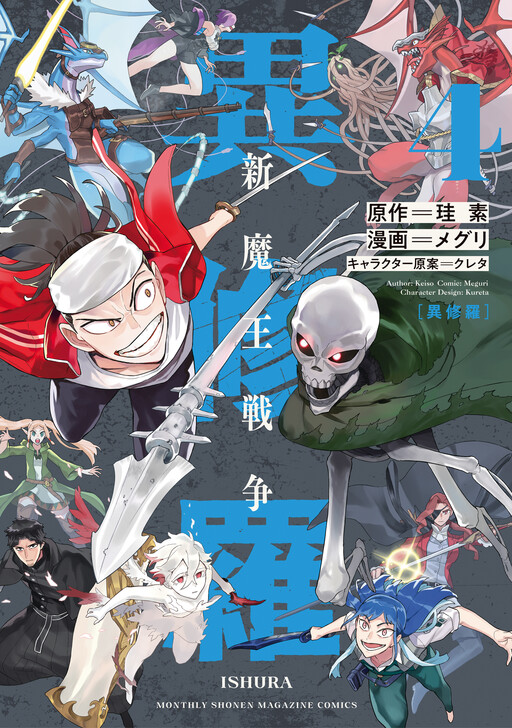 異修羅
新魔王戦争
4
原作＝珪素
漫画＝メグリ
キャラクター原案＝クレタ
Author: Keiso Comic: Meguri
Character Design: Kureta
［異修羅］
ISHURA
MONTHLY SHONEN MAGAZINE COMICS